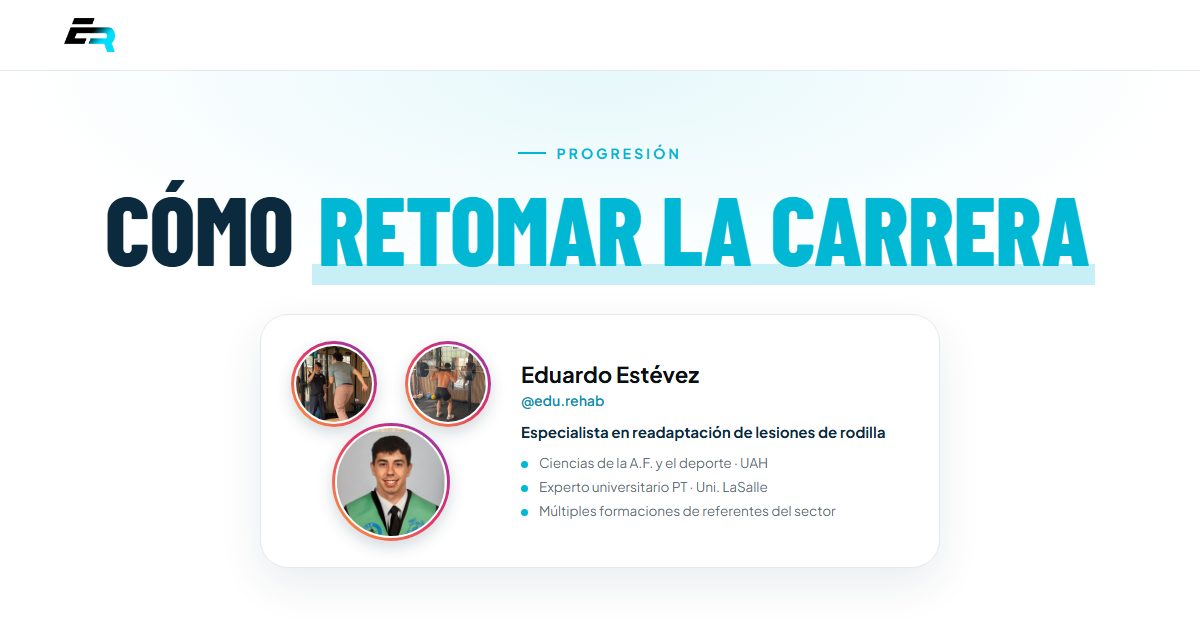 ER
PROGRESIÓN
CÓMO RETOMAR LA CARRERA
Eduardo Estévez
@edu.rehab
Especialista en readaptación de lesiones de rodilla
Ciencias de la A.F. y el deporte · UAH
Experto universitario PT · Uni. LaSalle
Múltiples formaciones de referentes del sector